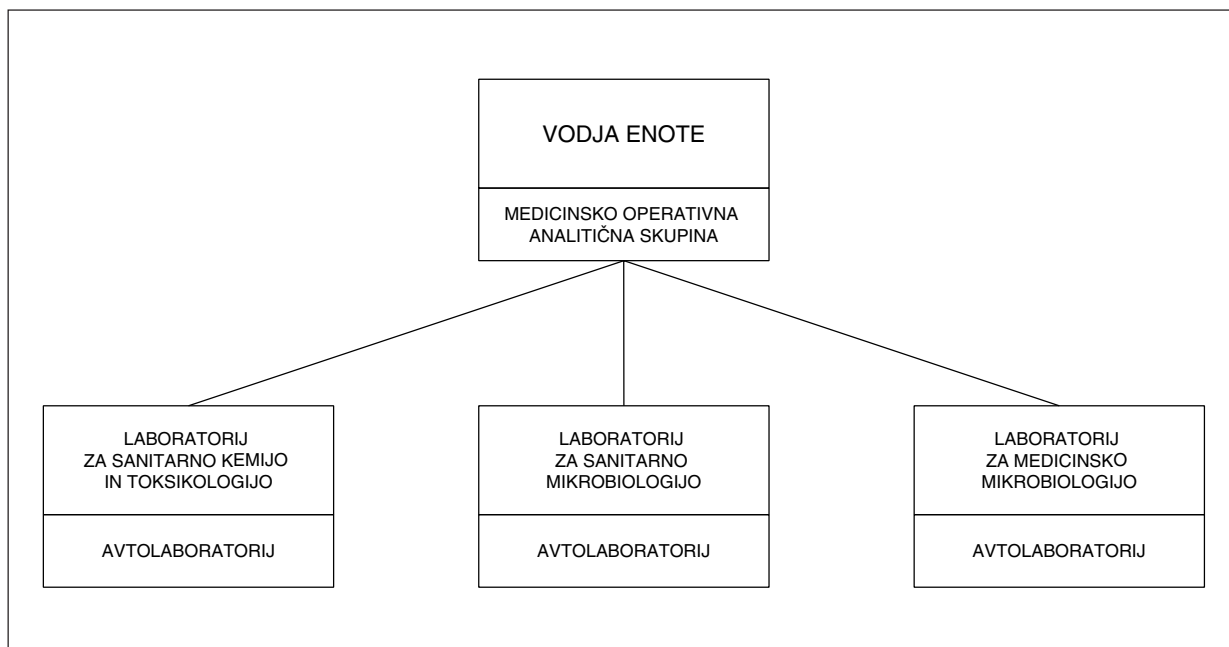 VODJA ENOTE
MEDICINSKO OPERATIVNA
ANALITIČNA SKUPINA
LABORATORIJ
ZA SANITARNO KEMIJO
IN TOKSIKOLOGIJO
AVTOLABORATORIJ
LABORATORIJ
ZA SANITARNO
MIKROBIOLOGIJO
AVTOLABORATORIJ
LABORATORIJ
ZA MEDICINSKO
MIKROBIOLOGIJO
AVTOLABORATORIJ